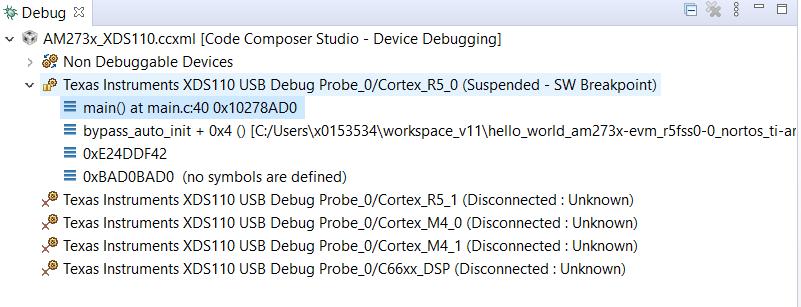 Debug
AM273x_XDS110.ccxml [Code Composer Studio - Device Debugging]
Non Debuggable Devices
Texas Instruments XDS110 USB Debug Probe_0/Cortex_R5_0 (Suspended - SW Breakpoint)
main() at main.c:40 0x10278AD0
bypass_auto_init + 0x4 () [C:/Users\x0153534\workspace_v11\hello_world_am273x-evm_r5fss0-0_nortos_ti-ar
0xE24DDF42
0xBAD0BAD0 (no symbols are defined)
Texas Instruments XDS110 USB Debug Probe_0/Cortex_R5_1 (Disconnected : Unknown)
Texas Instruments XDS110 USB Debug Probe_0/Cortex_M4_0 (Disconnected : Unknown)
Texas Instruments XDS110 USB Debug Probe_0/Cortex_M4_1 (Disconnected : Unknown)
Texas Instruments XDS110 USB Debug Probe_0/C66xx_DSP (Disconnected : Unknown)